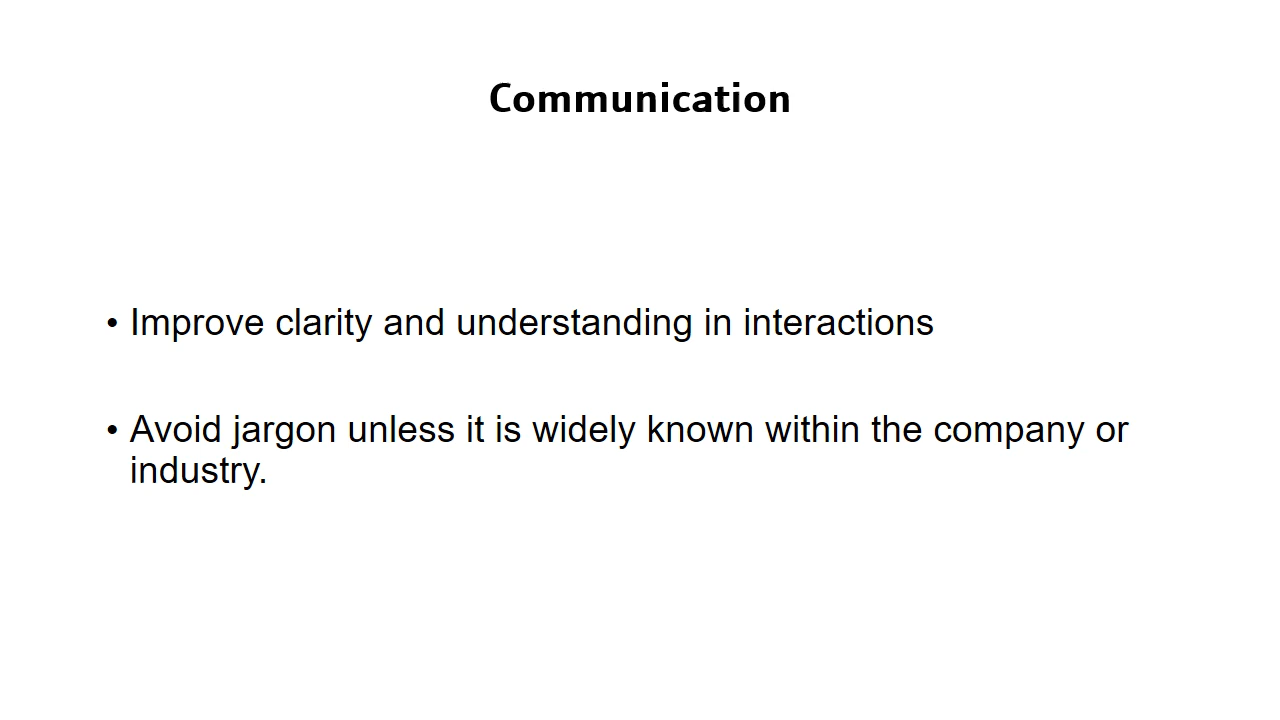 Communication
• Improve clarity and understanding in interactions
• Avoid jargon unless it is widely known within the company or
industry.